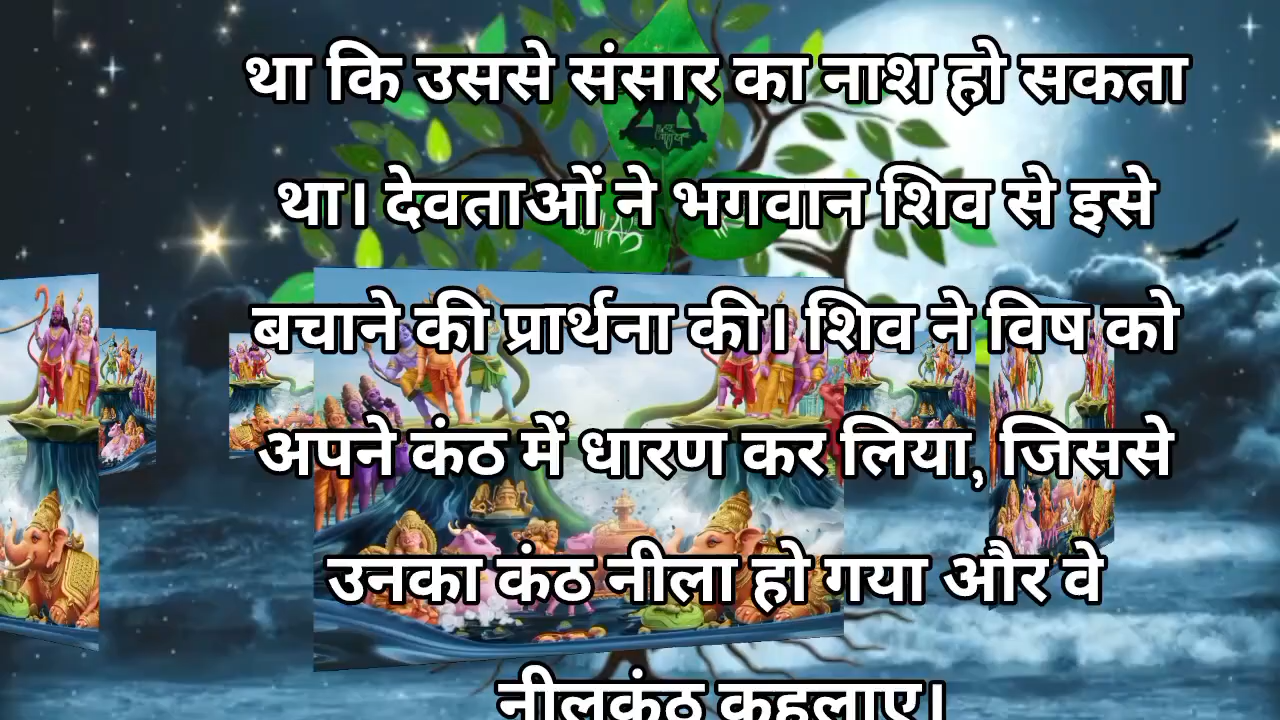 था कि उससे संसार का नाश हो सकता
था। देवताओं ने भगवान शिव से इसे
बचाने की प्रार्थना की। शिव ने विष को
अपने कंठ में धारण कर लिया, जिससे
उनका कंठ नीला हो गया और वे
नीलकंठ कहलाए।